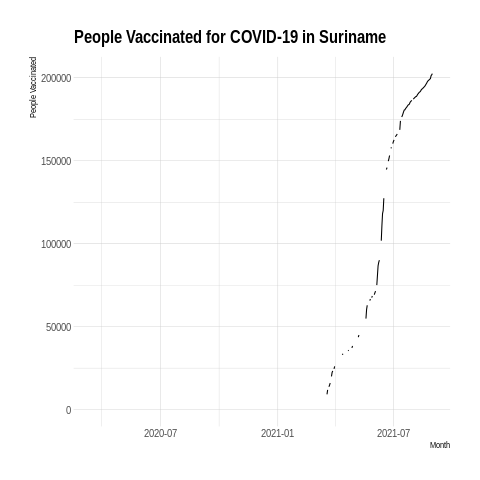 People Vaccinated for COVID-19 in Suriname
People Vaccinated
200000
150000
100000
50000
0
2020-07
2021-01
2021-07
Month